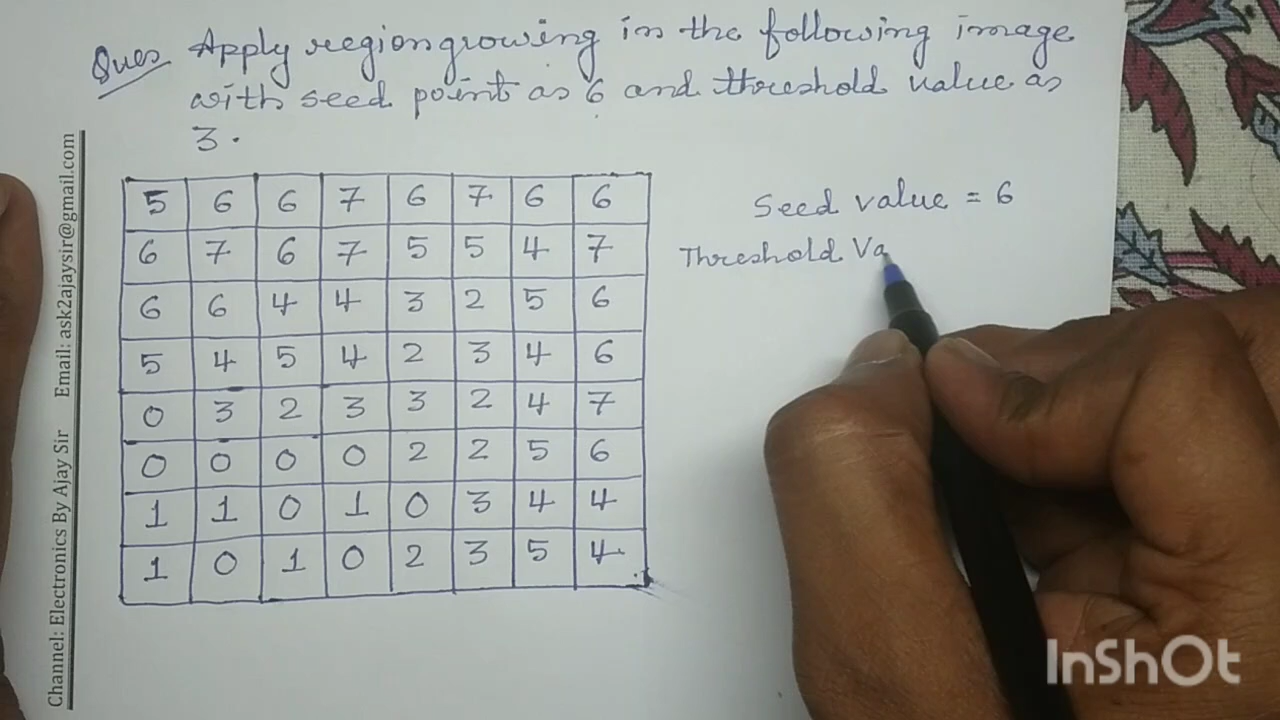 Ques Apply region growing in the following image
with seed point as 6 and threshold value as
3.
5 6 6 7 6 7 6 6
6 7 6 7 5 5 4 7
6 6 4 4 3 2 5 6
5 4 5 4 2 3 4 6
0 3 2 3 3 2 4 7
0 0 0 0 2 2 5 6
1 1 0 1 0 3 4 4
1 0 1 0 2 3 5 4
Seed value = 6
Threshold Va
Channel: Electronics By Ajay Sir Email: ask2ajaysir@gmail.com
InShOt